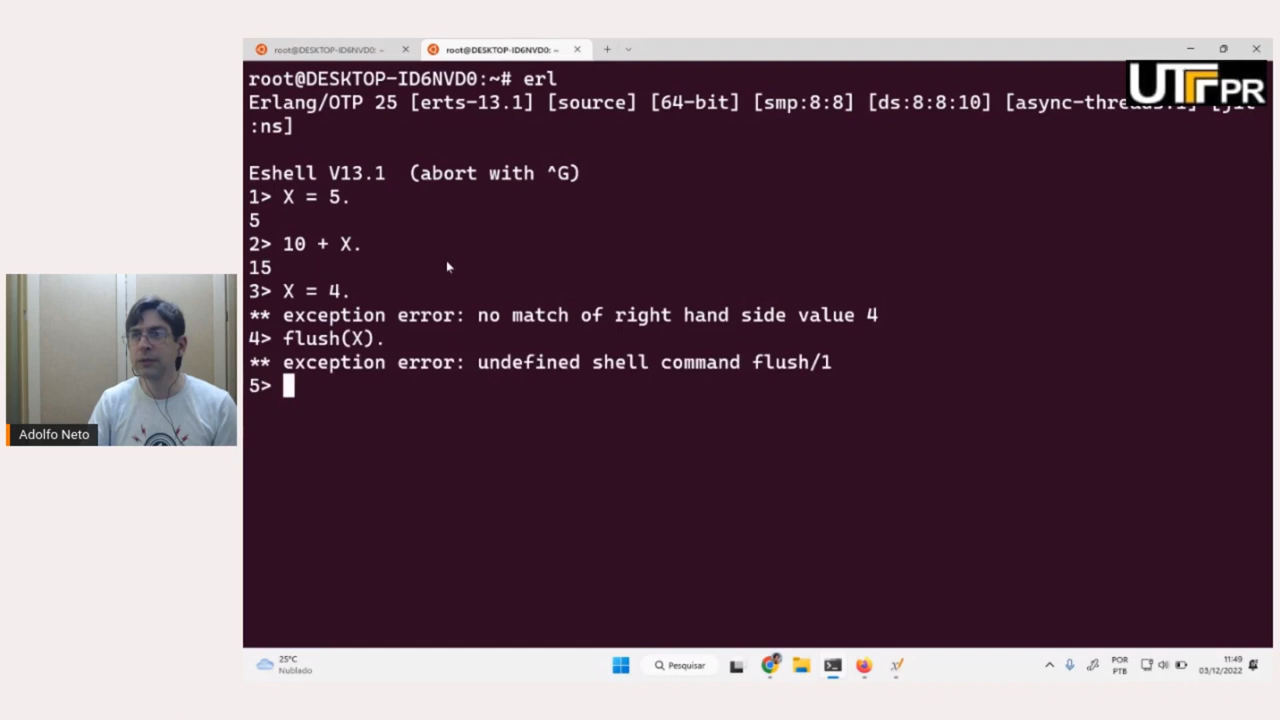 root@DESKTOP-ID6NVD0: ~
root@DESKTOP-ID6NVD0: ~
root@DESKTOP-ID6NVD0:~# erl
Erlang/OTP 25 [erts-13.1] [source] [64-bit] [smp:8:8] [ds:8:8:10]
:ns]
UTFPR
Eshell V13.1 (abort with ^G)
1> X = 5.
5
2> 10 + X.
15
3> X = 4.
** exception error: no match of right hand side value 4
4> flush(X).
** exception error: undefined shell command flush/1
5>
Adolfo Neto
25°C
Nublado
Pesquisar
POR
PTB
11:49
03/12/2022